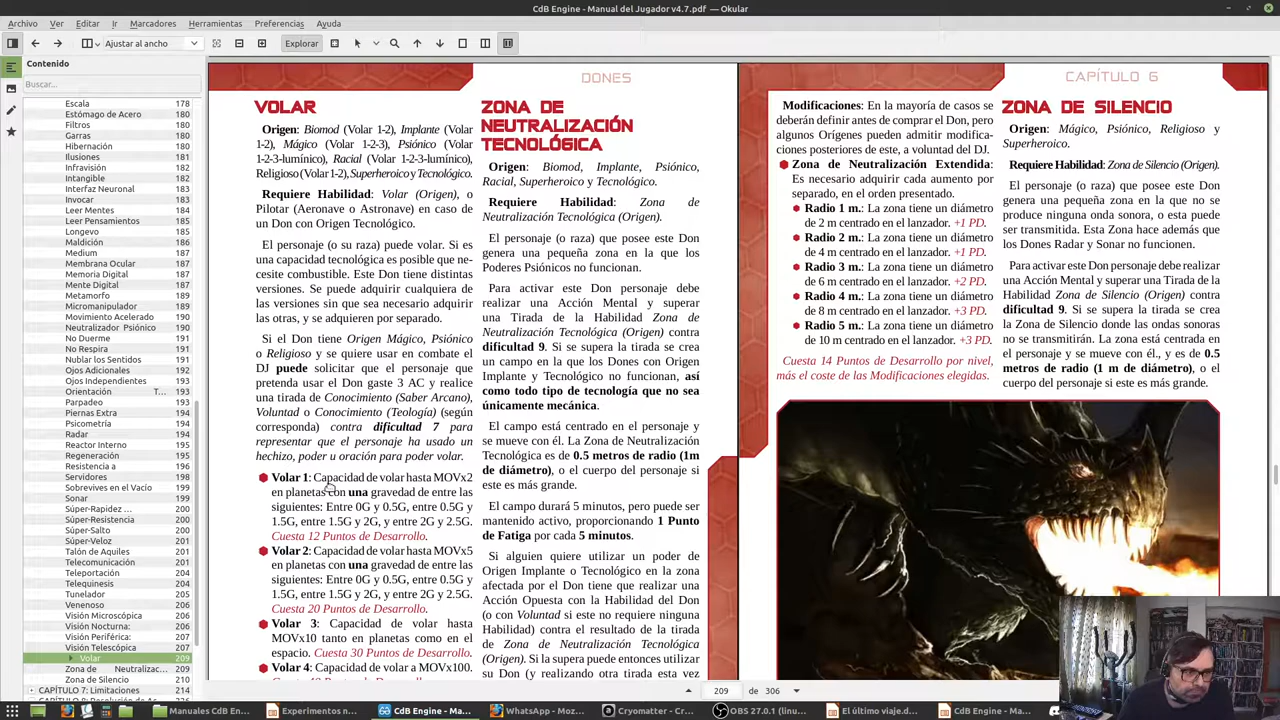 CdB Engine - Manual del Jugador v4.7.pdf — Okular
Archivo Ver Editar Ir Marcadores Herramientas Preferencias Ayuda
Ajustar al ancho
Explorar
Contenido
Buscar...
Escala 178
Estómago de Acero 180
Filtros 180
Garras 180
Hibernación 180
Ilusiones 181
Infravisión 182
Intangible 182
Interfaz Neuronal 183
Invocar 183
Leer Mentes 184
Leer Pensamientos 185
Longevo 185
Maldición 185
Medium 187
Membrana Ocular 187
Memoria Digital 187
Mente Digital 187
Metamorfo 189
Micromanipulador 190
Movimiento Acelerado 190
Neutralizador Psiónico 190
No Duerme 191
No Respira 191
Nublar los Sentidos 191
Ojos Adicionales 192
Ojos Independientes 193
Orientación T... 193
Parpadeo 193
Piernas Extra 194
Psicometría 194
Radar 194
Reactor Interno 195
Regeneración 195
Resistencia a 196
Servidores 198
Sobrevives en el Vacío 199
Sonar 199
Súper-Rapidez ... 200
Súper-Resistencia 200
Súper-Salto 200
Súper-Veloz 201
Talón de Aquiles 201
Telecomunicación 201
Teleportación 204
Telequinesis 204
Tunelador 205
Venenoso 206
Visión Microscópica 206
Visión Nocturna: 206
Visión Periférica: 207
Visión Telescópica 207
Volar 209
Zona de Neutralizac... 209
Zona de Silencio 210
CAPÍTULO 7: Limitaciones 214
DONES
VOLAR
Origen: Biomod (Volar 1-2), Implante (Volar
1-2), Mágico (Volar 1-2-3), Psiónico (Volar
1-2-3-lumínico), Racial (Volar 1-2-3-lumínico),
Religioso (Volar 1-2), Superheroico y Tecnológico.
Requiere Habilidad: Volar (Origen), o
Pilotar (Aeronave o Astronave) en caso de
un Don con Origen Tecnológico.
El personaje (o su raza) puede volar. Si es
una capacidad tecnológica es posible que ne-
cesite combustible. Este Don tiene distintas
versiones. Se puede adquirir cualquiera de
las versiones sin que sea necesario adquirir
las otras, y se adquieren por separado.
Si el Don tiene Origen Mágico, Psiónico
o Religioso y se quiere usar en combate el
DJ puede solicitar que el personaje que
pretenda usar el Don gaste 3 AC y realice
una tirada de Conocimiento (Saber Arcano),
Voluntad o Conocimiento (Teología) (según
corresponda) contra dificultad 7 para
representar que el personaje ha usado un
hechizo, poder u oración para poder volar.
Volar 1: Capacidad de volar hasta MOVx2
en planetas con una gravedad de entre las
siguientes: Entre 0G y 0.5G, entre 0.5G y
1.5G, entre 1.5G y 2G, y entre 2G y 2.5G.
Cuesta 12 Puntos de Desarrollo.
Volar 2: Capacidad de volar hasta MOVx5
en planetas con una gravedad de entre las
siguientes: Entre 0G y 0.5G, entre 0.5G y
1.5G, entre 1.5G y 2G, y entre 2G y 2.5G.
Cuesta 20 Puntos de Desarrollo.
Volar 3: Capacidad de volar hasta
MOVx10 tanto en planetas como en el
espacio. Cuesta 30 Puntos de Desarrollo.
Volar 4: Capacidad de volar a MOVx100.
ZONA DE
NEUTRALIZACIÓN
TECNOLÓGICA
Origen: Biomod, Implante, Psiónico,
Racial, Superheroico y Tecnológico.
Requiere Habilidad: Zona de
Neutralización Tecnológica (Origen).
El personaje (o raza) que posee este Don
genera una pequeña zona en la que los
Poderes Psiónicos no funcionan.
Para activar este Don personaje debe
realizar una Acción Mental y superar
una Tirada de la Habilidad Zona de
Neutralización Tecnológica (Origen) contra
dificultad 9. Si se supera la tirada se crea
un campo en la que los Dones con Origen
Implante y Tecnológico no funcionan, así
como todo tipo de tecnología que no sea
únicamente mecánica.
El campo está centrado en el personaje y
se mueve con él. La Zona de Neutralización
Tecnológica es de 0.5 metros de radio (1m
de diámetro), o el cuerpo del personaje si
este es más grande.
El campo durará 5 minutos, pero puede ser
mantenido activo, proporcionando 1 Punto
de Fatiga por cada 5 minutos.
Si alguien quiere utilizar un poder de
Origen Implante o Tecnológico en la zona
afectada por el Don tiene que realizar una
Acción Opuesta con la Habilidad del Don
(o con Voluntad si este no requiere ninguna
Habilidad) contra el resultado de la tirada
de Zona de Neutralización Tecnológica
(Origen). Si la supera puede entonces utilizar
su Don (y realizando otra tirada esta vez
CAPÍTULO 6
Modificaciones: En la mayoría de casos se
deberán definir antes de comprar el Don, pero
algunos Orígenes pueden admitir modifica-
ciones posteriores de este, a voluntad del DJ.
Zona de Neutralización Extendida:
Es necesario adquirir cada aumento por
separado, en el orden presentado.
Radio 1 m.: La zona tiene un diámetro
de 2 m centrado en el lanzador. +1 PD.
Radio 2 m.: La zona tiene un diámetro
de 4 m centrado en el lanzador. +1 PD.
Radio 3 m.: La zona tiene un diámetro
de 6 m centrado en el lanzador. +2 PD.
Radio 4 m.: La zona tiene un diámetro
de 8 m centrado en el lanzador. +3 PD.
Radio 5 m.: La zona tiene un diámetro
de 10 m centrado en el lanzador. +3 PD.
Cuesta 14 Puntos de Desarrollo por nivel,
más el coste de las Modificaciones elegidas.
ZONA DE SILENCIO
Origen: Mágico, Psiónico, Religioso y
Superheroico.
Requiere Habilidad: Zona de Silencio (Origen).
El personaje (o raza) que posee este Don
genera una pequeña zona en la que no se
produce ninguna onda sonora, o esta puede
ser transmitida. Esta Zona hace además que
los Dones Radar y Sonar no funcionen.
Para activar este Don personaje debe realizar
una Acción Mental y superar una Tirada de la
Habilidad Zona de Silencio (Origen) contra
dificultad 9. Si se supera la tirada se crea
la Zona de Silencio donde las ondas sonoras
no se transmitirán. La zona está centrada en
el personaje y se mueve con él., y es de 0.5
metros de radio (1 m de diámetro), o el
cuerpo del personaje si este es más grande.
209 de 306
Manuales CdB En... Experimentos n... CdB Engine - Ma... WhatsApp - Moz... Cryomatter - Cr... OBS 27.0.1 (linu... El último viaje.d... CdB Engine - Ma...